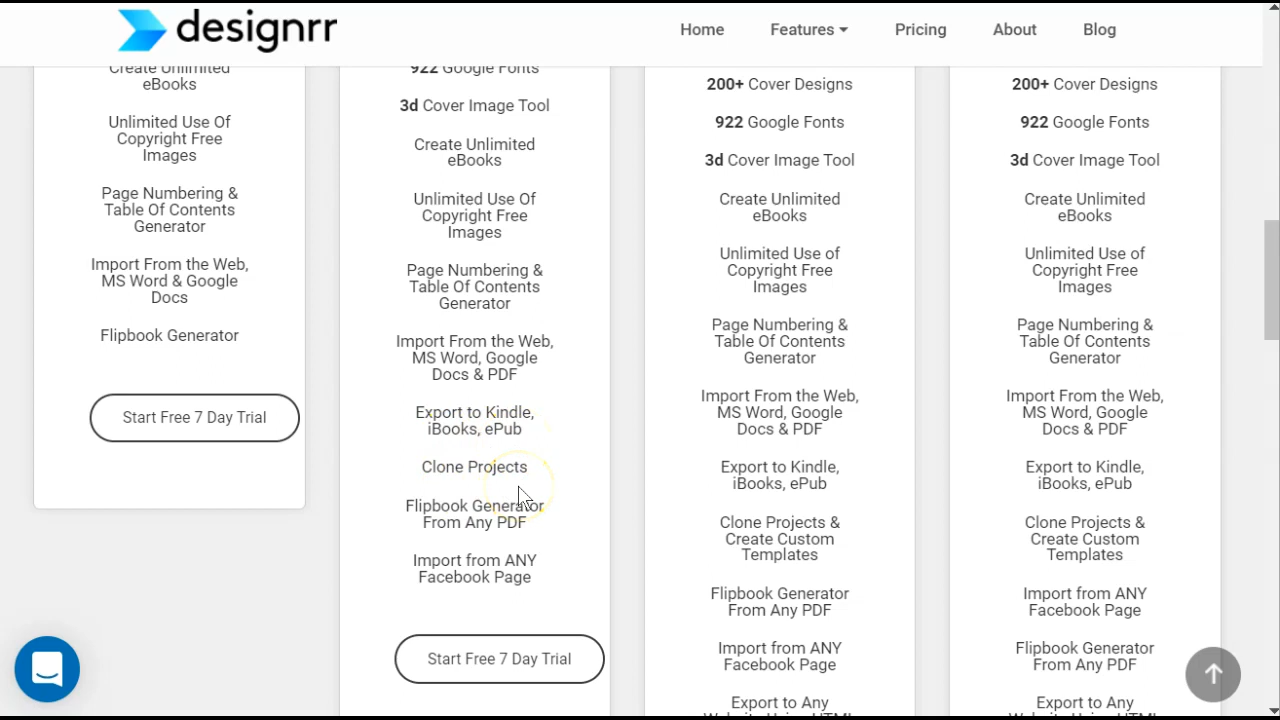 designrr
Home
Features
Pricing
About
Blog
Create Unlimited
eBooks
Unlimited Use Of
Copyright Free
Images
Page Numbering &
Table Of Contents
Generator
Import From the Web,
MS Word & Google
Docs
Flipbook Generator
Start Free 7 Day Trial
922 Google Fonts
3d Cover Image Tool
Create Unlimited
eBooks
Unlimited Use Of
Copyright Free
Images
Page Numbering &
Table Of Contents
Generator
Import From the Web,
MS Word, Google
Docs & PDF
Export to Kindle,
iBooks, ePub
Clone Projects
Flipbook Generator
From Any PDF
Import from ANY
Facebook Page
Start Free 7 Day Trial
200+ Cover Designs
922 Google Fonts
3d Cover Image Tool
Create Unlimited
eBooks
Unlimited Use of
Copyright Free
Images
Page Numbering &
Table Of Contents
Generator
Import From the Web,
MS Word, Google
Docs & PDF
Export to Kindle,
iBooks, ePub
Clone Projects &
Create Custom
Templates
Flipbook Generator
From Any PDF
Import from ANY
Facebook Page
Export to Any
Website Using HTML
200+ Cover Designs
922 Google Fonts
3d Cover Image Tool
Create Unlimited
eBooks
Unlimited Use of
Copyright Free
Images
Page Numbering &
Table Of Contents
Generator
Import From the Web,
MS Word, Google
Docs & PDF
Export to Kindle,
iBooks, ePub
Clone Projects &
Create Custom
Templates
Import from ANY
Facebook Page
Flipbook Generator
From Any PDF
Export to Any
Website Using HTML